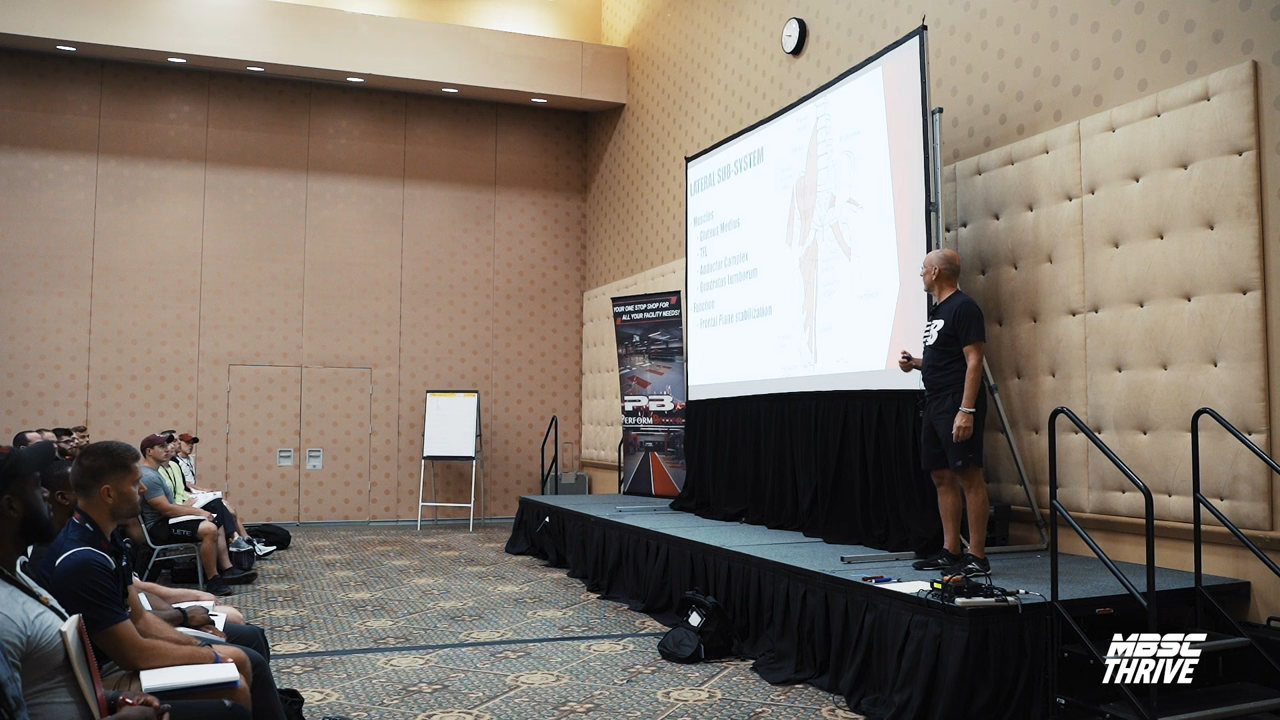 LATERAL SUB-SYSTEM
Muscles
- Gluteus Medius
- TFL
- Adductor Complex
- Quadratus Lumborum
Function
- Frontal Plane stabilization
YOUR ONE STOP SHOP FOR
ALL YOUR FACILITY NEEDS!
PB
PERFORM
LETE
MBSC
THRIVE